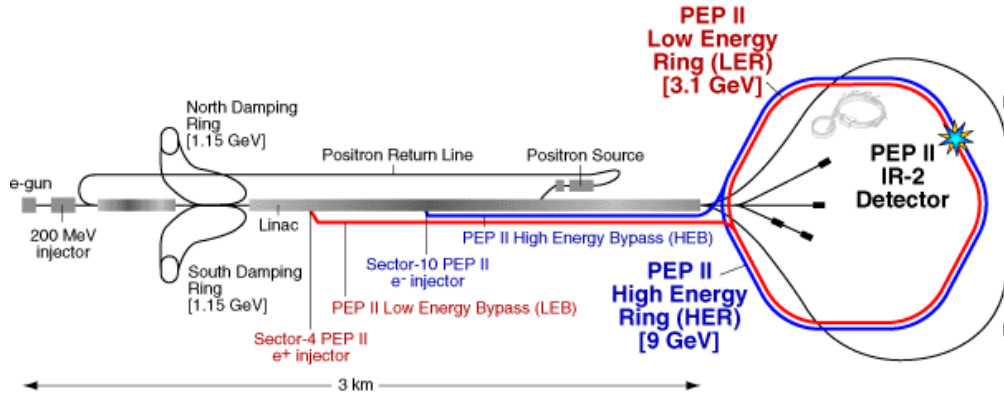 PEP II
Low Energy
Ring (LER)
[3.1 GeV]
North Damping
Ring
[1.15 GeV]
Positron Return Line
Positron Source
e-gun
200 MeV
injector
Linac
PEP II
IR-2
Detector
PEP II High Energy Bypass (HEB)
Sector-10 PEP II
e- injector
South Damping
Ring
[1.15 GeV]
PEP II Low Energy Bypass (LEB)
PEP II
High Energy
Ring (HER)
[9 GeV]
Sector-4 PEP II
e+ injector
3 km